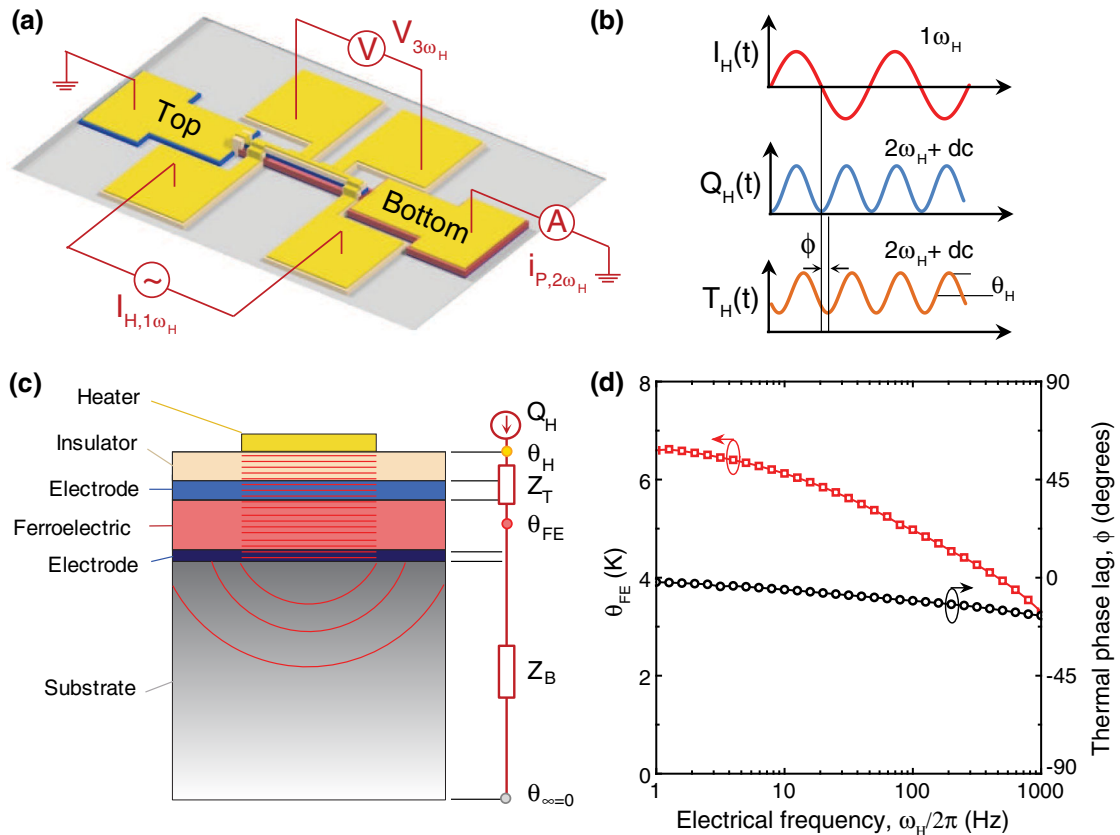 (a)
V3ωH
V
Top
Bottom
A
iP,2ωH
~
IH,1ωH
(b)
IH(t)
1ωH
QH(t)
2ωH+ dc
ϕ
2ωH+ dc
TH(t)
θH
(c)
Heater
Insulator
Electrode
Ferroelectric
Electrode
Substrate
QH
θH
ZT
θFE
ZB
θ∞=0
(d)
8
6
4
2
0
θFE (K)
90
45
0
-45
-90
Thermal phase lag, ϕ (degrees)
1
10
100
1000
Electrical frequency, ωH/2π (Hz)